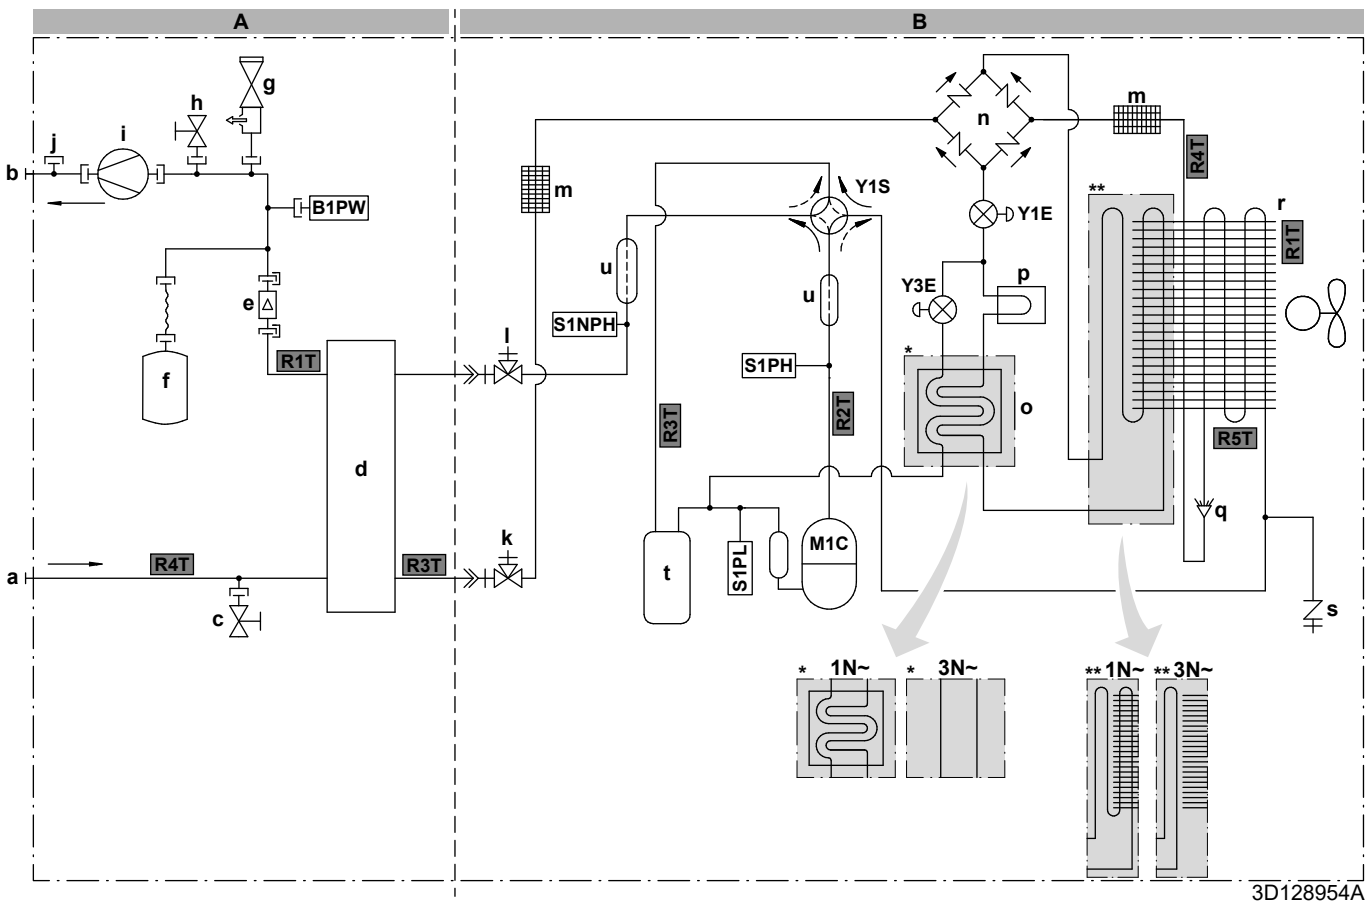 A B
g
h
j i
b
B1PW
e
f
R1T
d
a
R4T
R3T
c
m
n
m
R4T
Y1S
**
r
R1T
Y1E
u
u
Y3E
p
S1NPH
l
S1PH
*
o
R3T
R2T
R5T
k
q
M1C
t
S1PL
s
* 1N~ * 3N~
** 1N~ ** 3N~
3D128954A